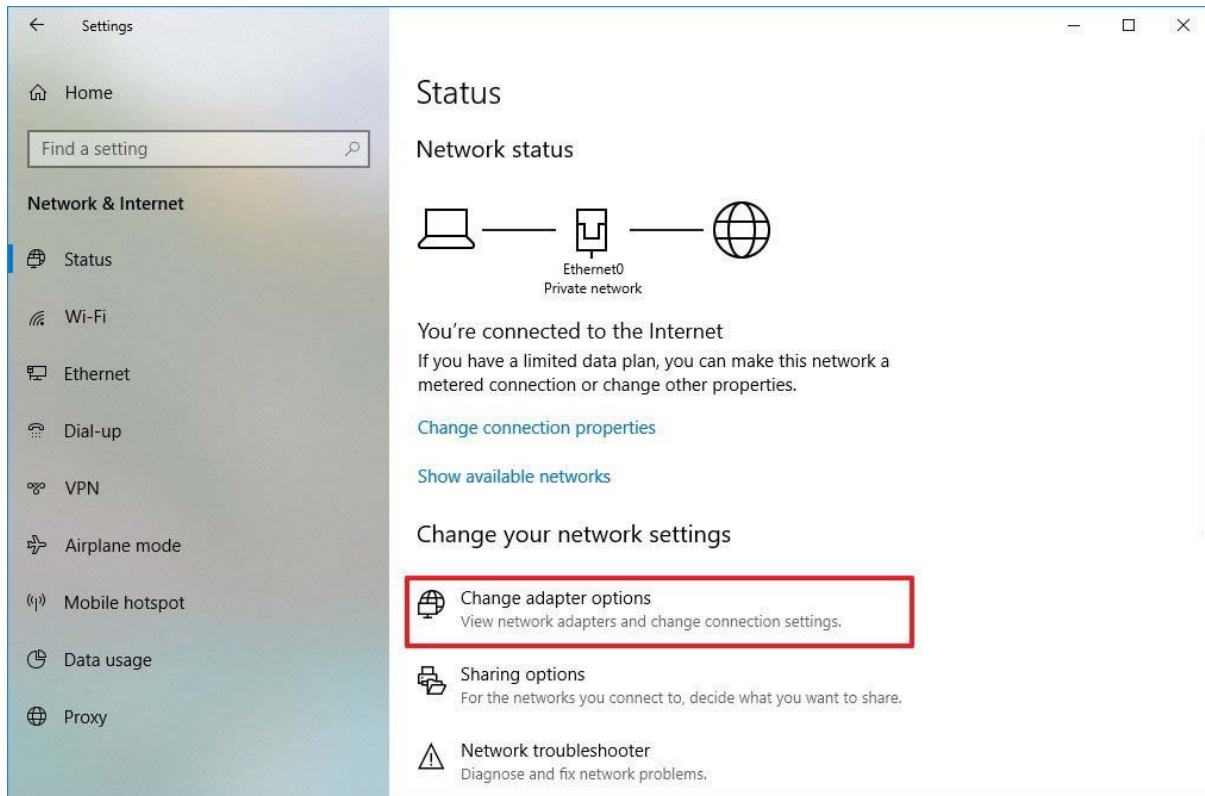 Settings
Home
Find a setting
Network & Internet
Status
Wi-Fi
Ethernet
Dial-up
VPN
Airplane mode
Mobile hotspot
Data usage
Proxy
Status
Network status
Ethernet0
Private network
You're connected to the Internet
If you have a limited data plan, you can make this network a
metered connection or change other properties.
Change connection properties
Show available networks
Change your network settings
Change adapter options
View network adapters and change connection settings.
Sharing options
For the networks you connect to, decide what you want to share.
Network troubleshooter
Diagnose and fix network problems.